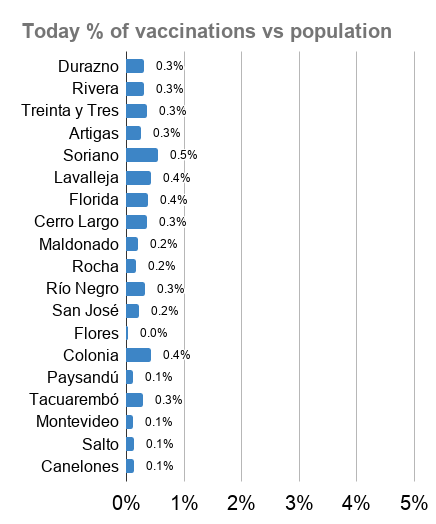 Today % of vaccinations vs population
Durazno 0.3%
Rivera 0.3%
Treinta y Tres 0.3%
Artigas 0.3%
Soriano 0.5%
Lavalleja 0.4%
Florida 0.4%
Cerro Largo 0.3%
Maldonado 0.2%
Rocha 0.2%
Río Negro 0.3%
San José 0.2%
Flores 0.0%
Colonia 0.4%
Paysandú 0.1%
Tacuarembó 0.3%
Montevideo 0.1%
Salto 0.1%
Canelones 0.1%
0% 1% 2% 3% 4% 5%